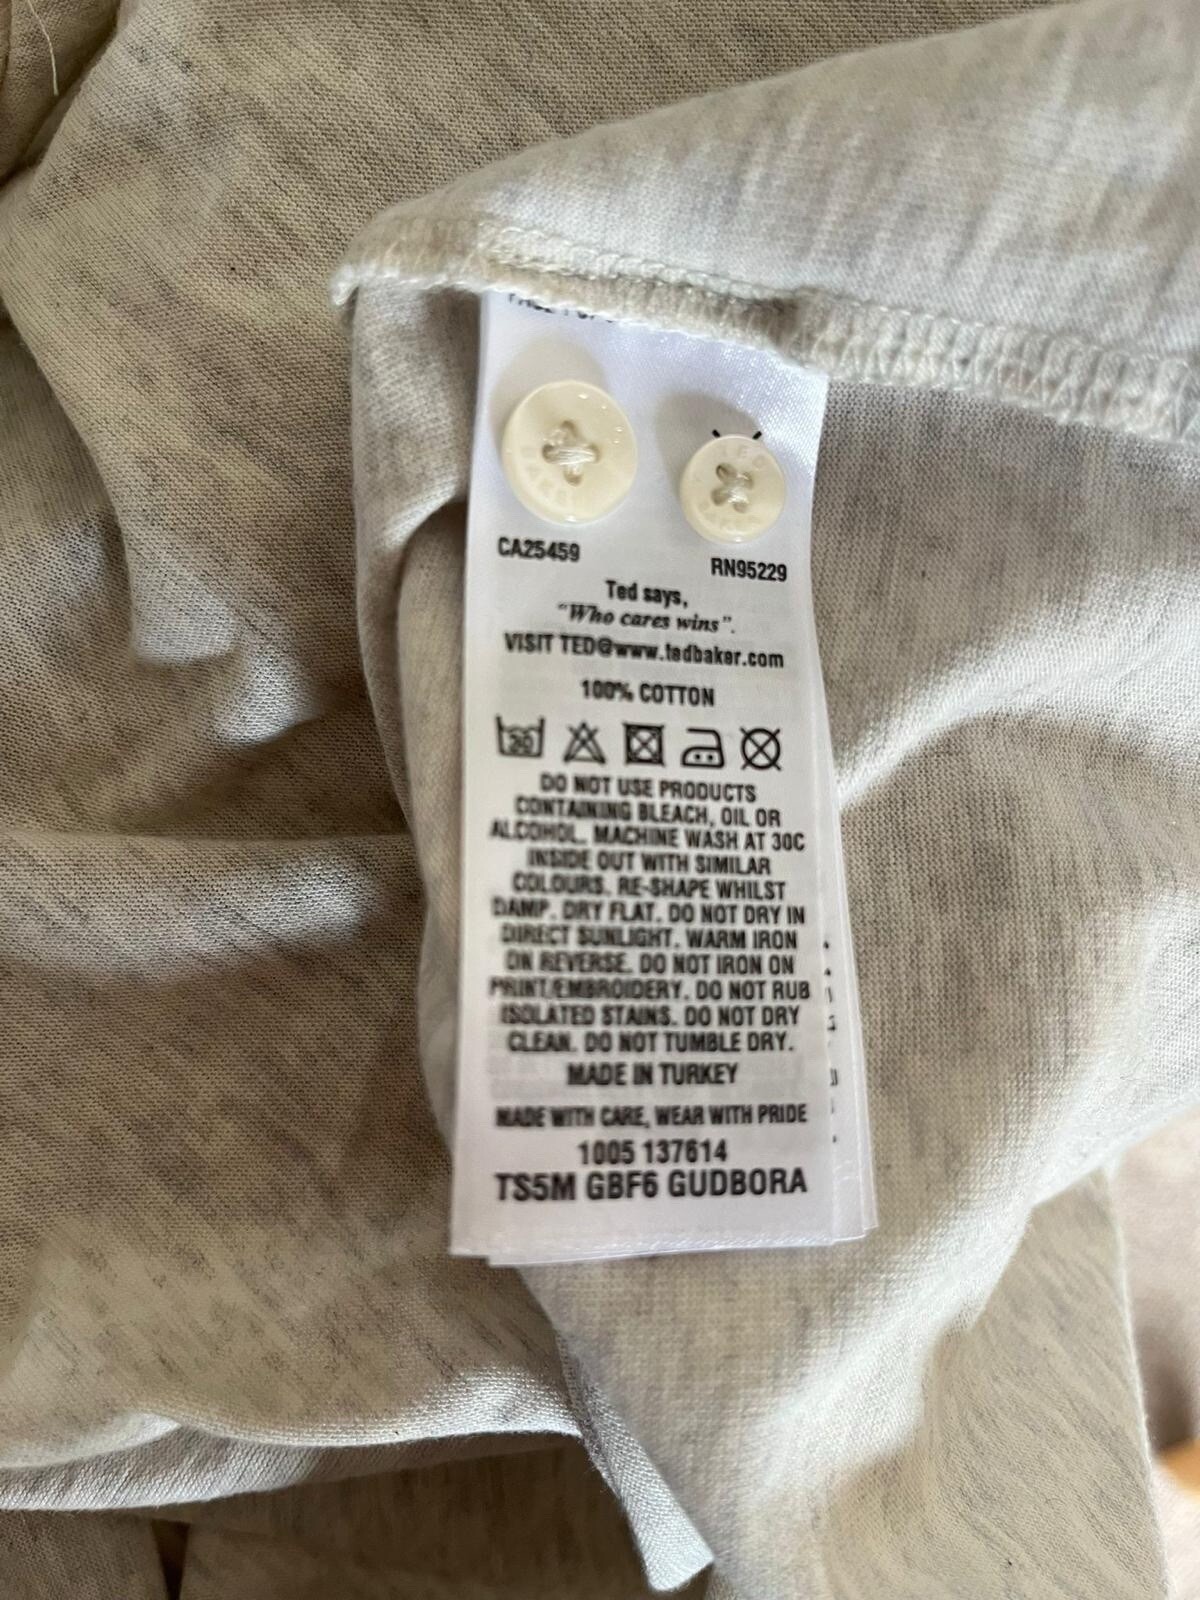 BAKER
TED
BAKER
CA25459
RN95229
Ted says,
"Who cares wins".
VISIT TED@www.tedbaker.com
100% COTTON
30
DO NOT USE PRODUCTS
CONTAINING BLEACH, OIL OR
ALCOHOL. MACHINE WASH AT 30C
INSIDE OUT WITH SIMILAR
COLOURS. RE-SHAPE WHILST
DAMP. DRY FLAT. DO NOT DRY IN
DIRECT SUNLIGHT. WARM IRON
ON REVERSE. DO NOT IRON ON
PRINT/EMBROIDERY. DO NOT RUB
ISOLATED STAINS. DO NOT DRY
CLEAN. DO NOT TUMBLE DRY.
MADE IN TURKEY
MADE WITH CARE, WEAR WITH PRIDE
1005 137614
TS5M GBF6 GUDBORA